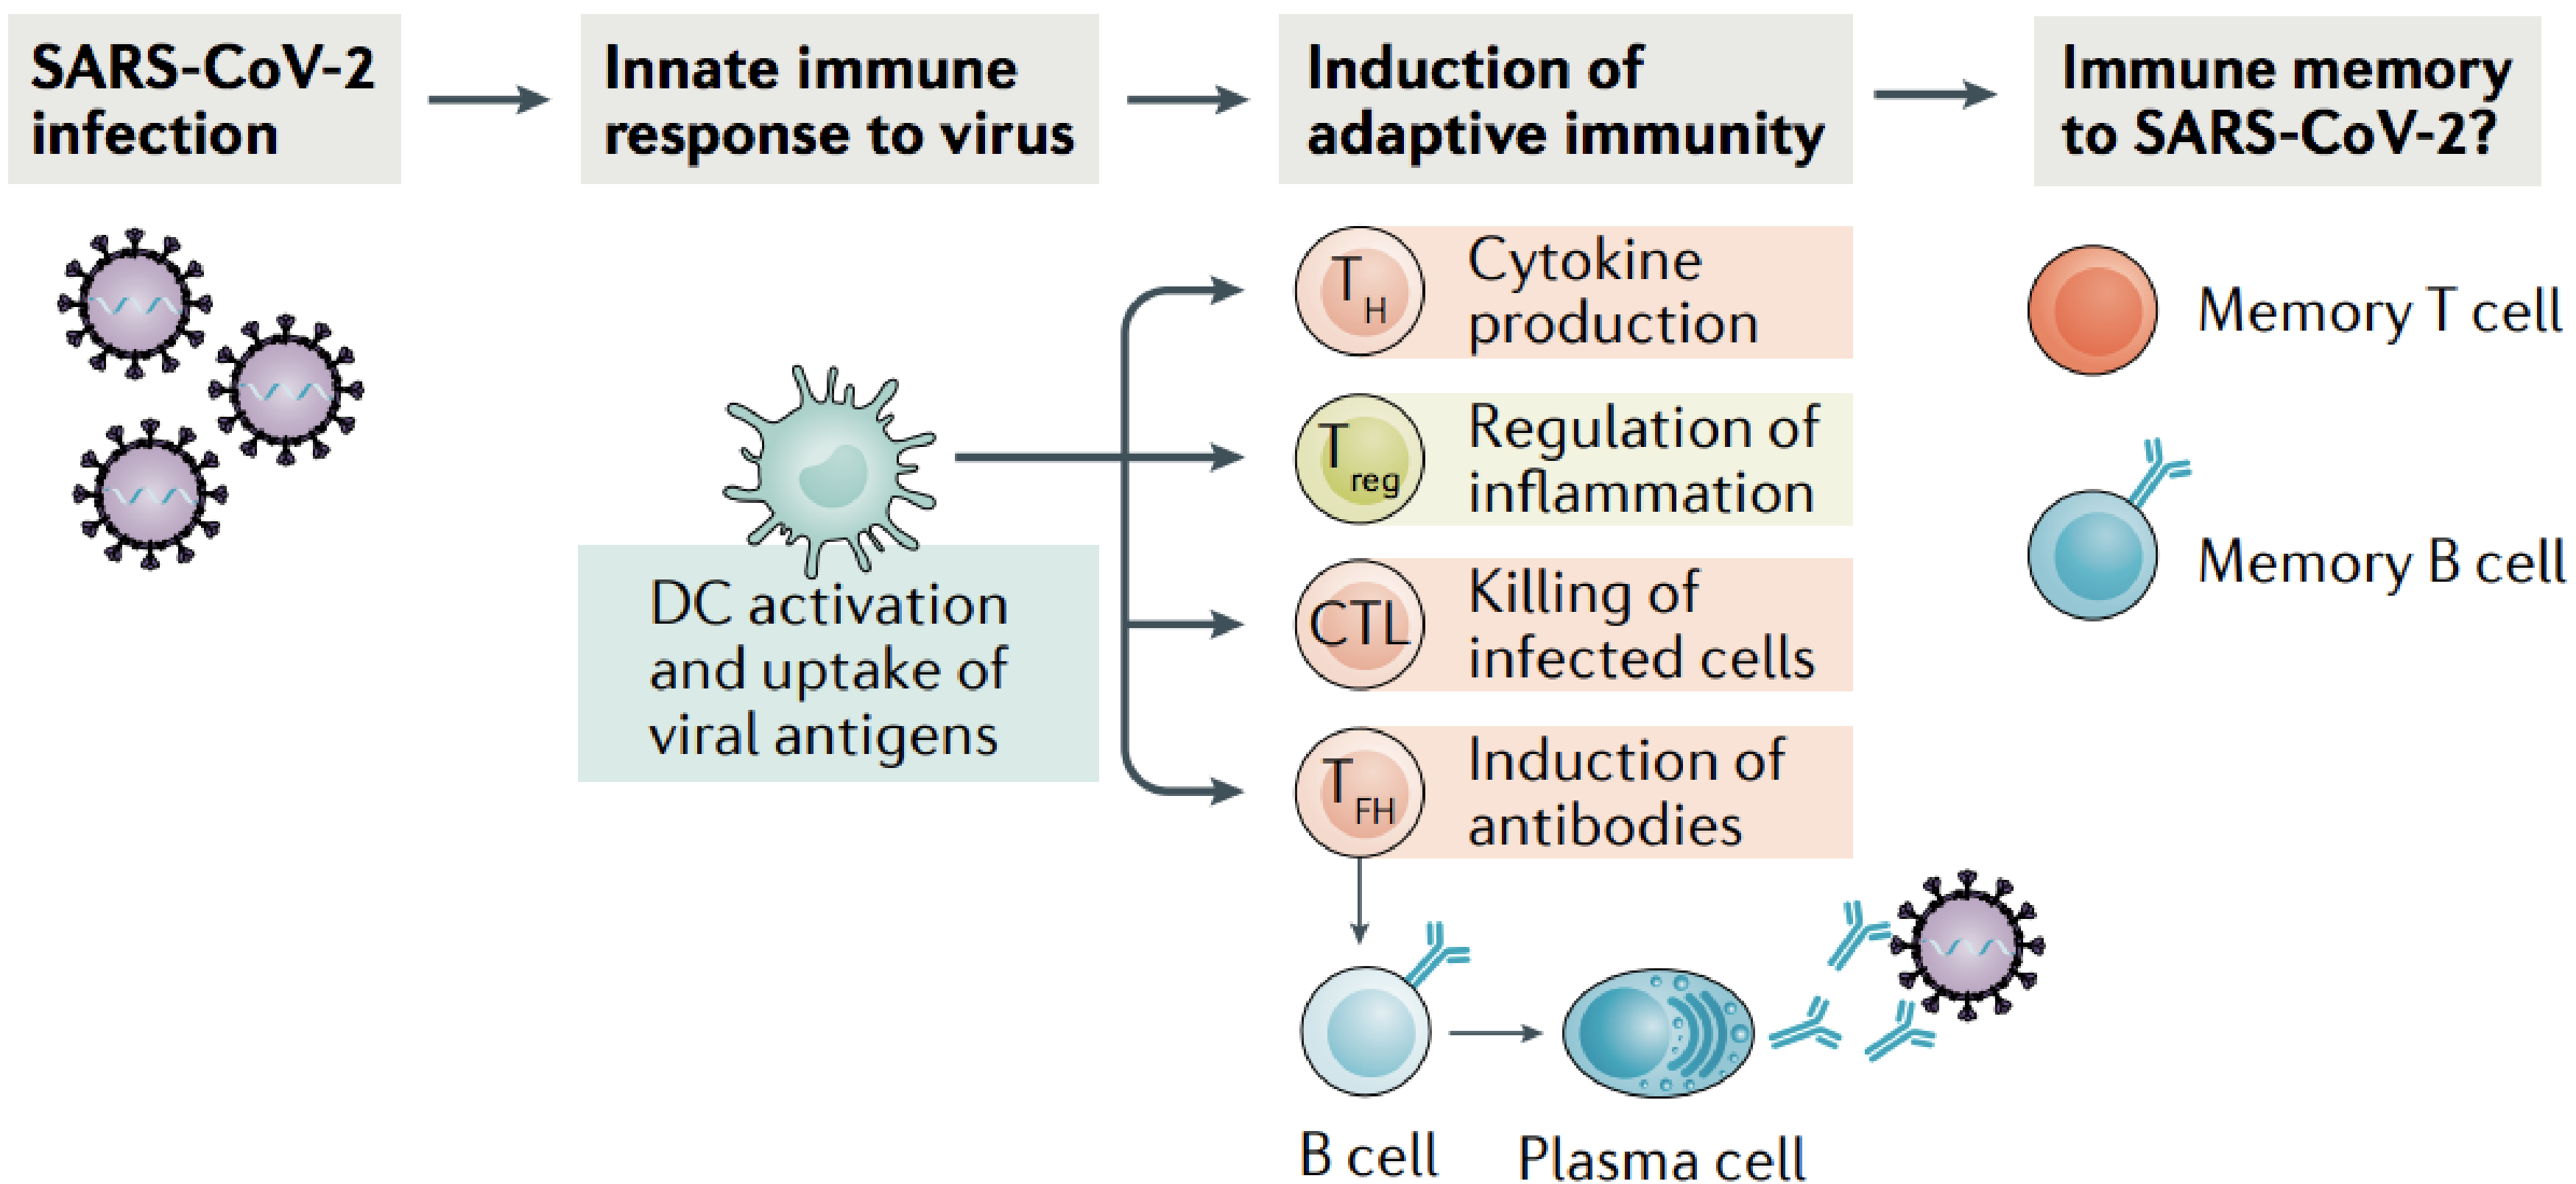 SARS-CoV-2
infection
Innate immune
response to virus
Induction of
adaptive immunity
Immune memory
to SARS-CoV-2?
DC activation
and uptake of
viral antigens
TH
Cytokine
production
Treg
Regulation of
inflammation
CTL
Killing of
infected cells
TFH
Induction of
antibodies
B cell
Plasma cell
Memory T cell
Memory B cell